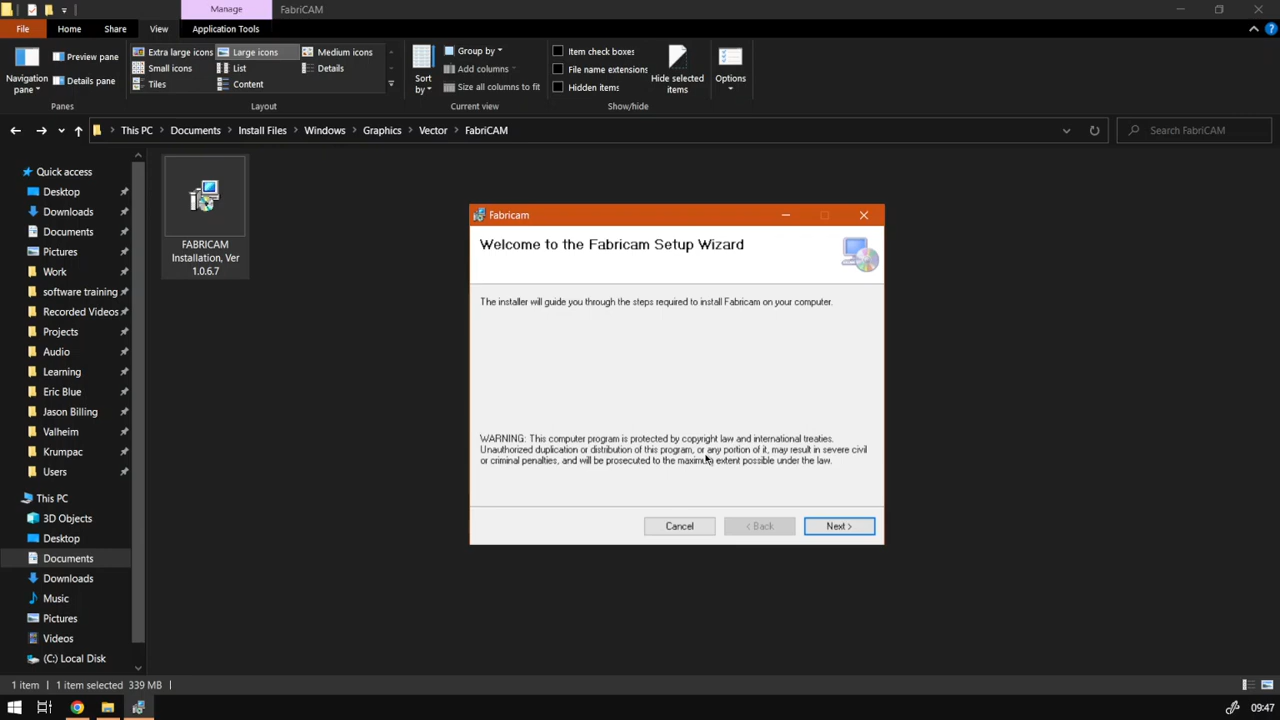 Manage
FabriCAM
File
Home
Share
View
Application Tools
Navigation
pane
Preview pane
Details pane
Panes
Extra large icons
Large icons
Medium icons
Small icons
List
Details
Tiles
Content
Layout
Sort
by
Group by
Add columns
Size all columns to fit
Current view
Item check boxes
File name extensions
Hidden items
Hide selected
items
Show/hide
Options
This PC > Documents > Install Files > Windows > Graphics > Vector > FabriCAM
Search FabriCAM
Quick access
Desktop
Downloads
Documents
Pictures
Work
software training
Recorded Videos
Projects
Audio
Learning
Eric Blue
Jason Billing
Valheim
Krumpac
Users
This PC
3D Objects
Desktop
Documents
Downloads
Music
Pictures
Videos
(C:) Local Disk
FABRICAM
Installation, Ver
1.0.6.7
Fabricam
Welcome to the Fabricam Setup Wizard
The installer will guide you through the steps required to install Fabricam on your computer.
WARNING: This computer program is protected by copyright law and international treaties.
Unauthorized duplication or distribution of this program, or any portion of it, may result in severe civil
or criminal penalties, and will be prosecuted to the maximum extent possible under the law.
Cancel
< Back
Next >
1 item
1 item selected 339 MB
09:47